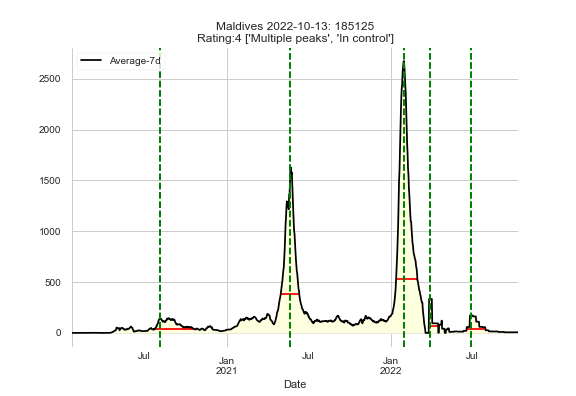 Maldives 2022-10-13: 185125
Rating:4 ['Multiple peaks', 'In control']
Average-7d
2500
2000
1500
1000
500
0
Jul
Jan
2021
Jul
Jan
2022
Jul
Date